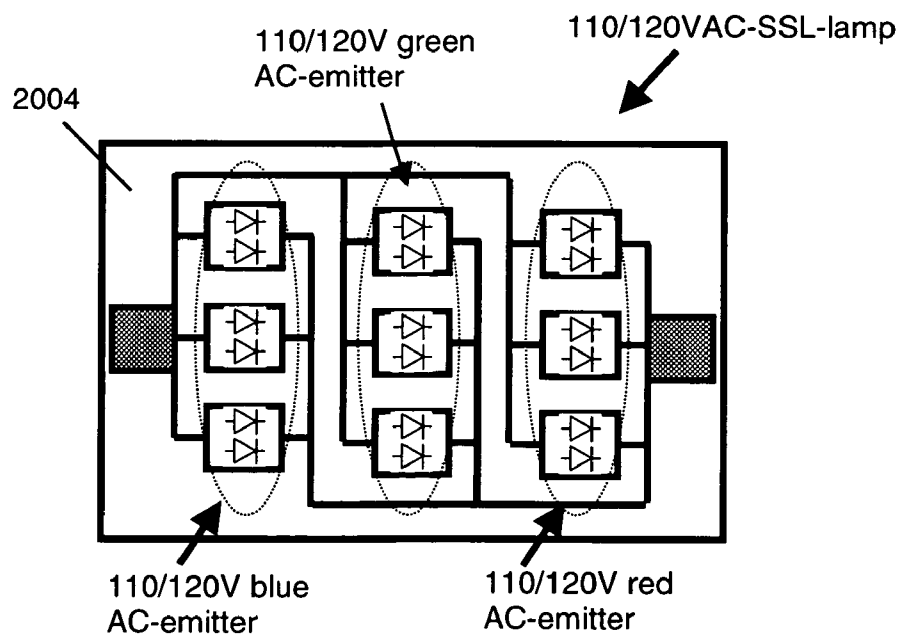 110/120VAC-SSL-lamp
110/120V green
AC-emitter
2004
110/120V blue
AC-emitter
110/120V red
AC-emitter